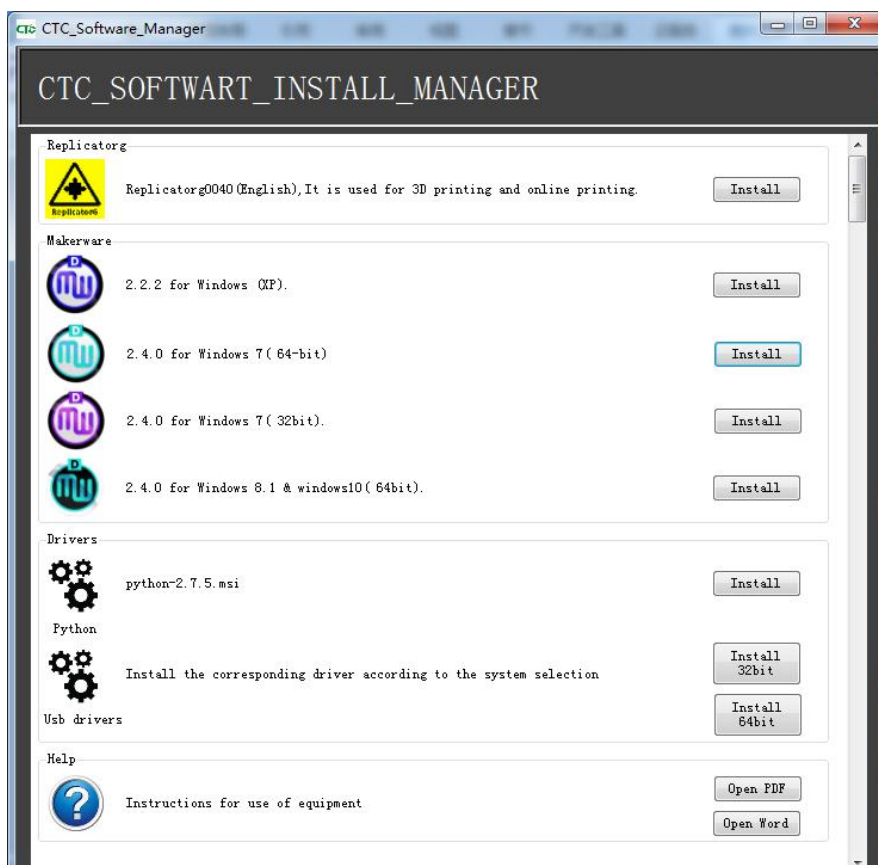 CTC CTC_Software_Manager
CTC_SOFTWART_INSTALL_MANAGER
Replicatorg
Replicatorg0040(English),It is used for 3D printing and online printing.
Install
ReplicatorG
Makerware
2.2.2 for Windows (XP).
Install
2.4.0 for Windows 7( 64-bit)
Install
2.4.0 for Windows 7( 32bit).
Install
2.4.0 for Windows 8.1 & windows10( 64bit).
Install
Drivers
python-2.7.5.msi
Install
Python
Install the corresponding driver according to the system selection
Install
32bit
Install
64bit
Usb drivers
Help
Instructions for use of equipment
Open PDF
Open Word